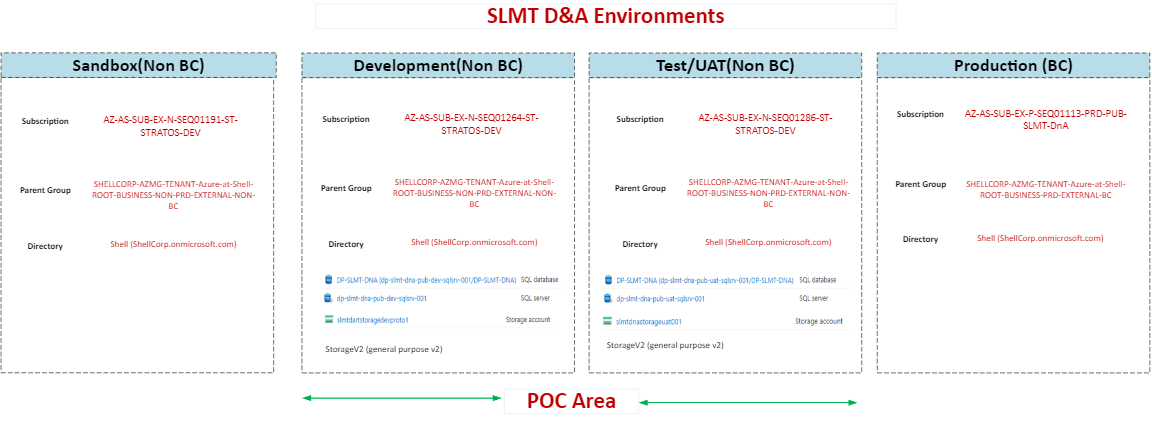 SLMT D&A Environments
Sandbox(Non BC)
Subscription
AZ-AS-SUB-EX-N-SEQ01191-ST-
STRATOS-DEV
Parent Group
SHELLCORP-AZMG-TENANT-Azure-at-Shell-
ROOT-BUSINESS-NON-PRD-EXTERNAL-NON-
BC
Directory
Shell (ShellCorp.onmicrosoft.com)
Development(Non BC)
Subscription
AZ-AS-SUB-EX-N-SEQ01264-ST-
STRATOS-DEV
Parent Group
SHELLCORP-AZMG-TENANT-Azure-at-Shell-
ROOT-BUSINESS-NON-PRD-EXTERNAL-NON-
BC
Directory
Shell (ShellCorp.onmicrosoft.com)
DP-SLMT-DNA (dp-slmt-dna-pub-dev-sqlsrv-001/DP-SLMT-DNA) SQL database
dp-slmt-dna-pub-dev-sqlsrv-001 SQL server
slmtdartstoragedevproto1 Storage account
StorageV2 (general purpose v2)
Test/UAT(Non BC)
Subscription
AZ-AS-SUB-EX-N-SEQ01286-ST-
STRATOS-DEV
Parent Group
SHELLCORP-AZMG-TENANT-Azure-at-Shell-
ROOT-BUSINESS-NON-PRD-EXTERNAL-NON-
BC
Directory
Shell (ShellCorp.onmicrosoft.com)
DP-SLMT-DNA (dp-slmt-dna-pub-uat-sqlsrv-001/DP-SLMT-DNA) SQL database
dp-slmt-dna-pub-uat-sqlsrv-001 SQL server
slmtdnastorageuat001 Storage account
StorageV2 (general purpose v2)
Production (BC)
Subscription
AZ-AS-SUB-EX-P-SEQ01113-PRD-PUB-
SLMT-DnA
Parent Group
SHELLCORP-AZMG-TENANT-Azure-at-Shell-
ROOT-BUSINESS-PRD-EXTERNAL-BC
Directory
Shell (ShellCorp.onmicrosoft.com)
POC Area